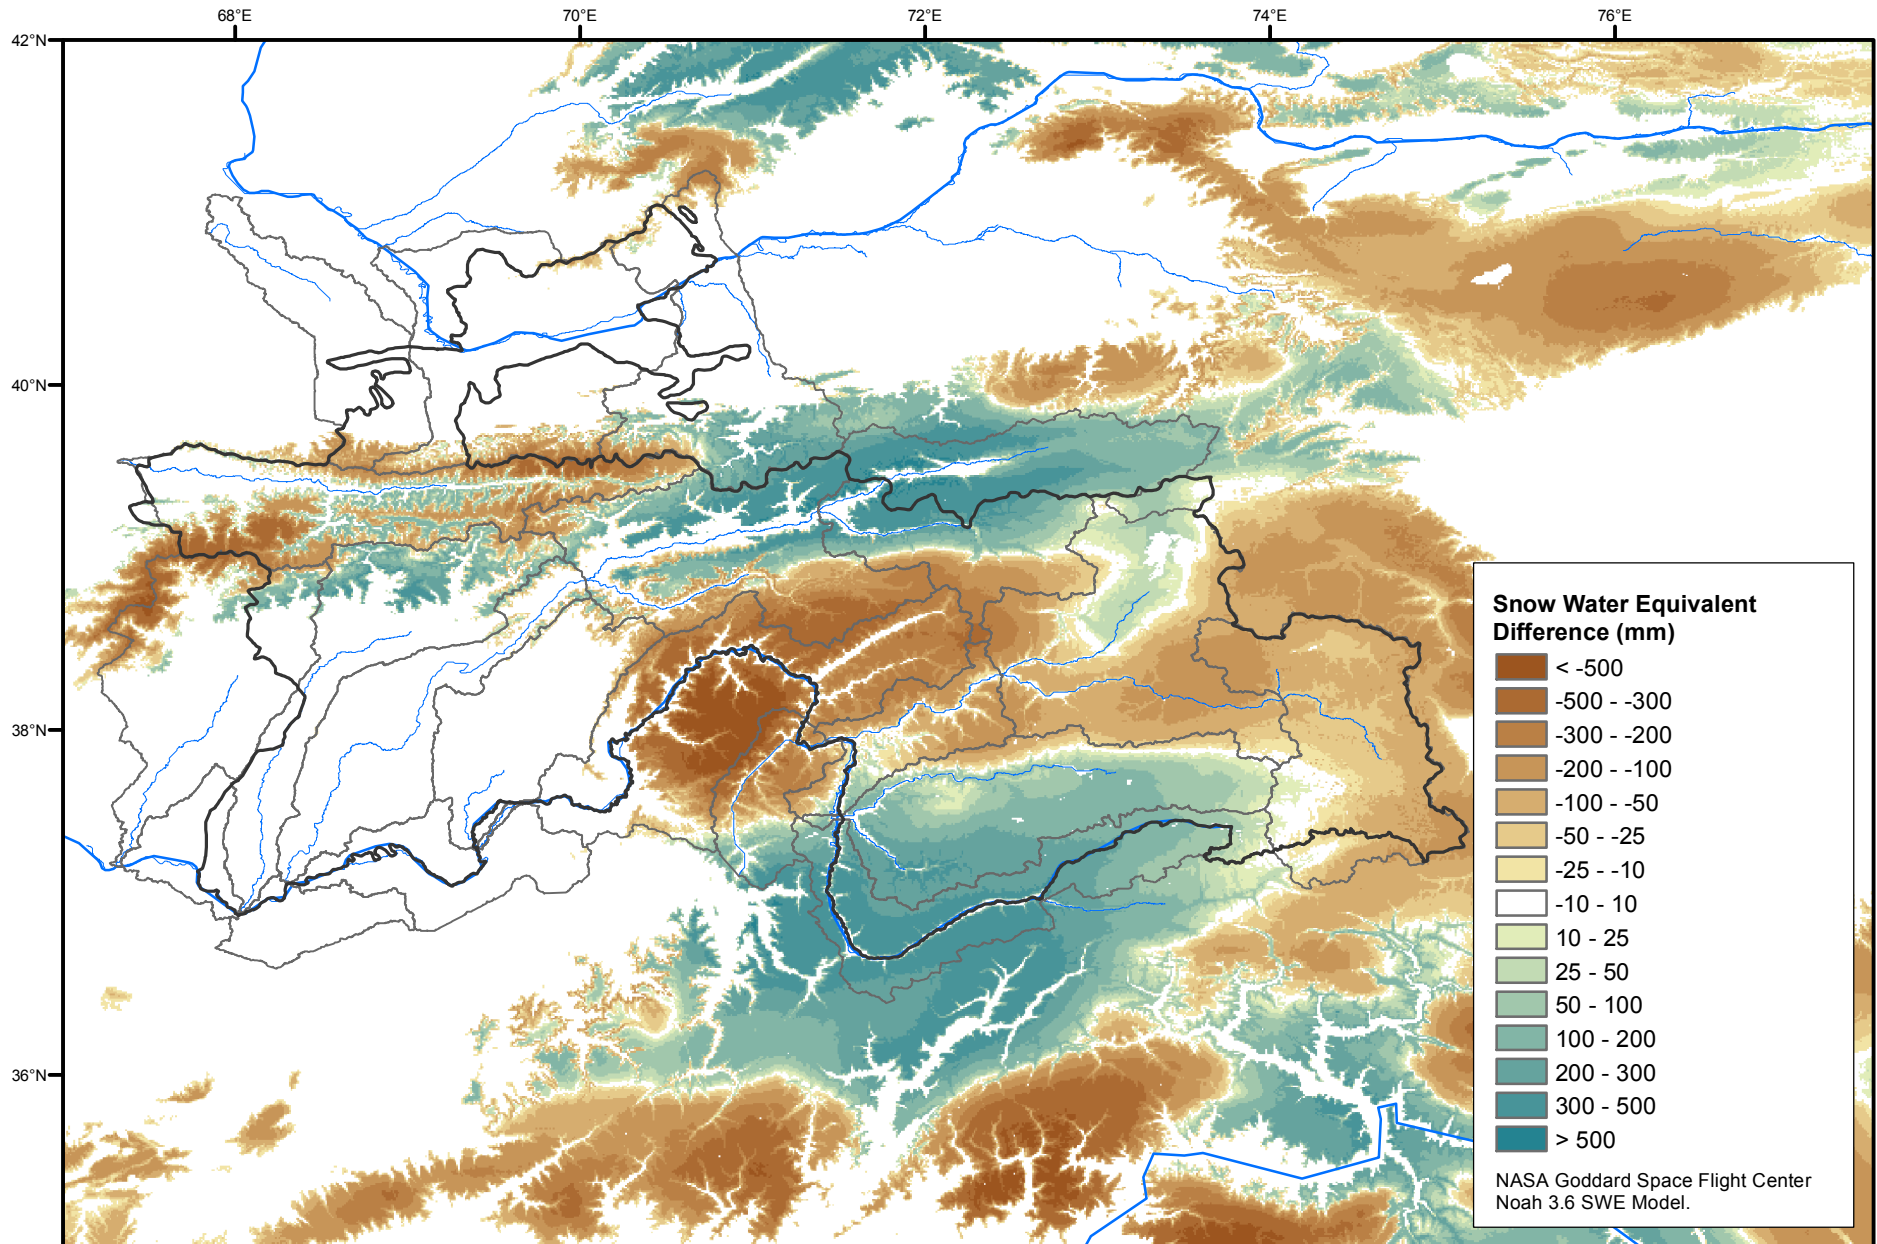 68°E 70°E 72°E 74°E 76°E
42°N
40°N
38°N
36°N
Snow Water Equivalent
Difference (mm)
< -500
-500 - -300
-300 - -200
-200 - -100
-100 - -50
-50 - -25
-25 - -10
-10 - 10
10 - 25
25 - 50
50 - 100
100 - 200
200 - 300
300 - 500
> 500
NASA Goddard Space Flight Center
Noah 3.6 SWE Model.